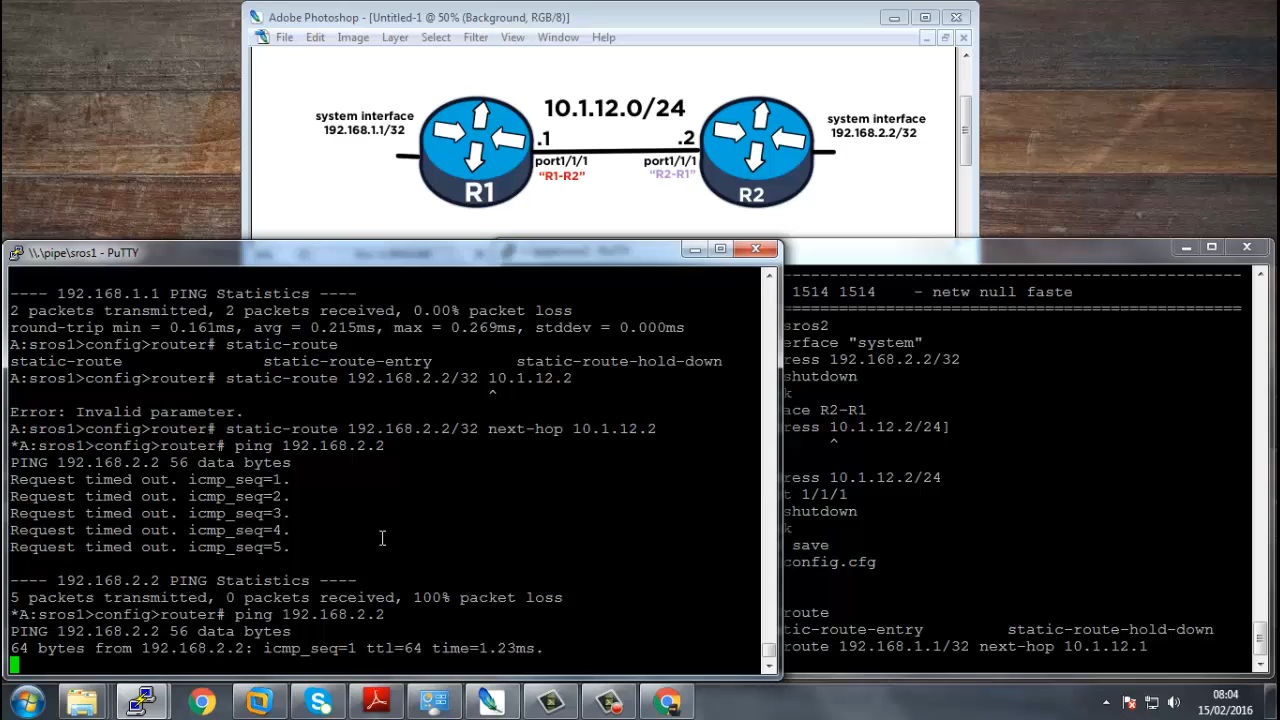 Adobe Photoshop - [Untitled-1 @ 50% (Background, RGB/8)]
File Edit Image Layer Select Filter View Window Help
system interface
192.168.1.1/32
10.1.12.0/24
system interface
192.168.2.2/32
.1
.2
port1/1/1
port1/1/1
"R1-R2"
"R2-R1"
R1
R2
\\.\pipe\sros1 - PuTTY
---- 192.168.1.1 PING Statistics ----
2 packets transmitted, 2 packets received, 0.00% packet loss
round-trip min = 0.161ms, avg = 0.215ms, max = 0.269ms, stddev = 0.000ms
A:sros1>config>router# static-route
static-route static-route-entry static-route-hold-down
A:sros1>config>router# static-route 192.168.2.2/32 10.1.12.2
^
Error: Invalid parameter.
A:sros1>config>router# static-route 192.168.2.2/32 next-hop 10.1.12.2
*A:sros1>config>router# ping 192.168.2.2
PING 192.168.2.2 56 data bytes
Request timed out. icmp_seq=1.
Request timed out. icmp_seq=2.
Request timed out. icmp_seq=3.
Request timed out. icmp_seq=4.
Request timed out. icmp_seq=5.
---- 192.168.2.2 PING Statistics ----
5 packets transmitted, 0 packets received, 100% packet loss
*A:sros1>config>router# ping 192.168.2.2
PING 192.168.2.2 56 data bytes
64 bytes from 192.168.2.2: icmp_seq=1 ttl=64 time=1.23ms.
1514 1514 - netw null faste
sros2
erface "system"
ress 192.168.2.2/32
shutdown
k
ace R2-R1
ress 10.1.12.2/24]
^
ress 10.1.12.2/24
t 1/1/1
shutdown
k
save
config.cfg
route
tic-route-entry static-route-hold-down
route 192.168.1.1/32 next-hop 10.1.12.1
08:04
15/02/2016